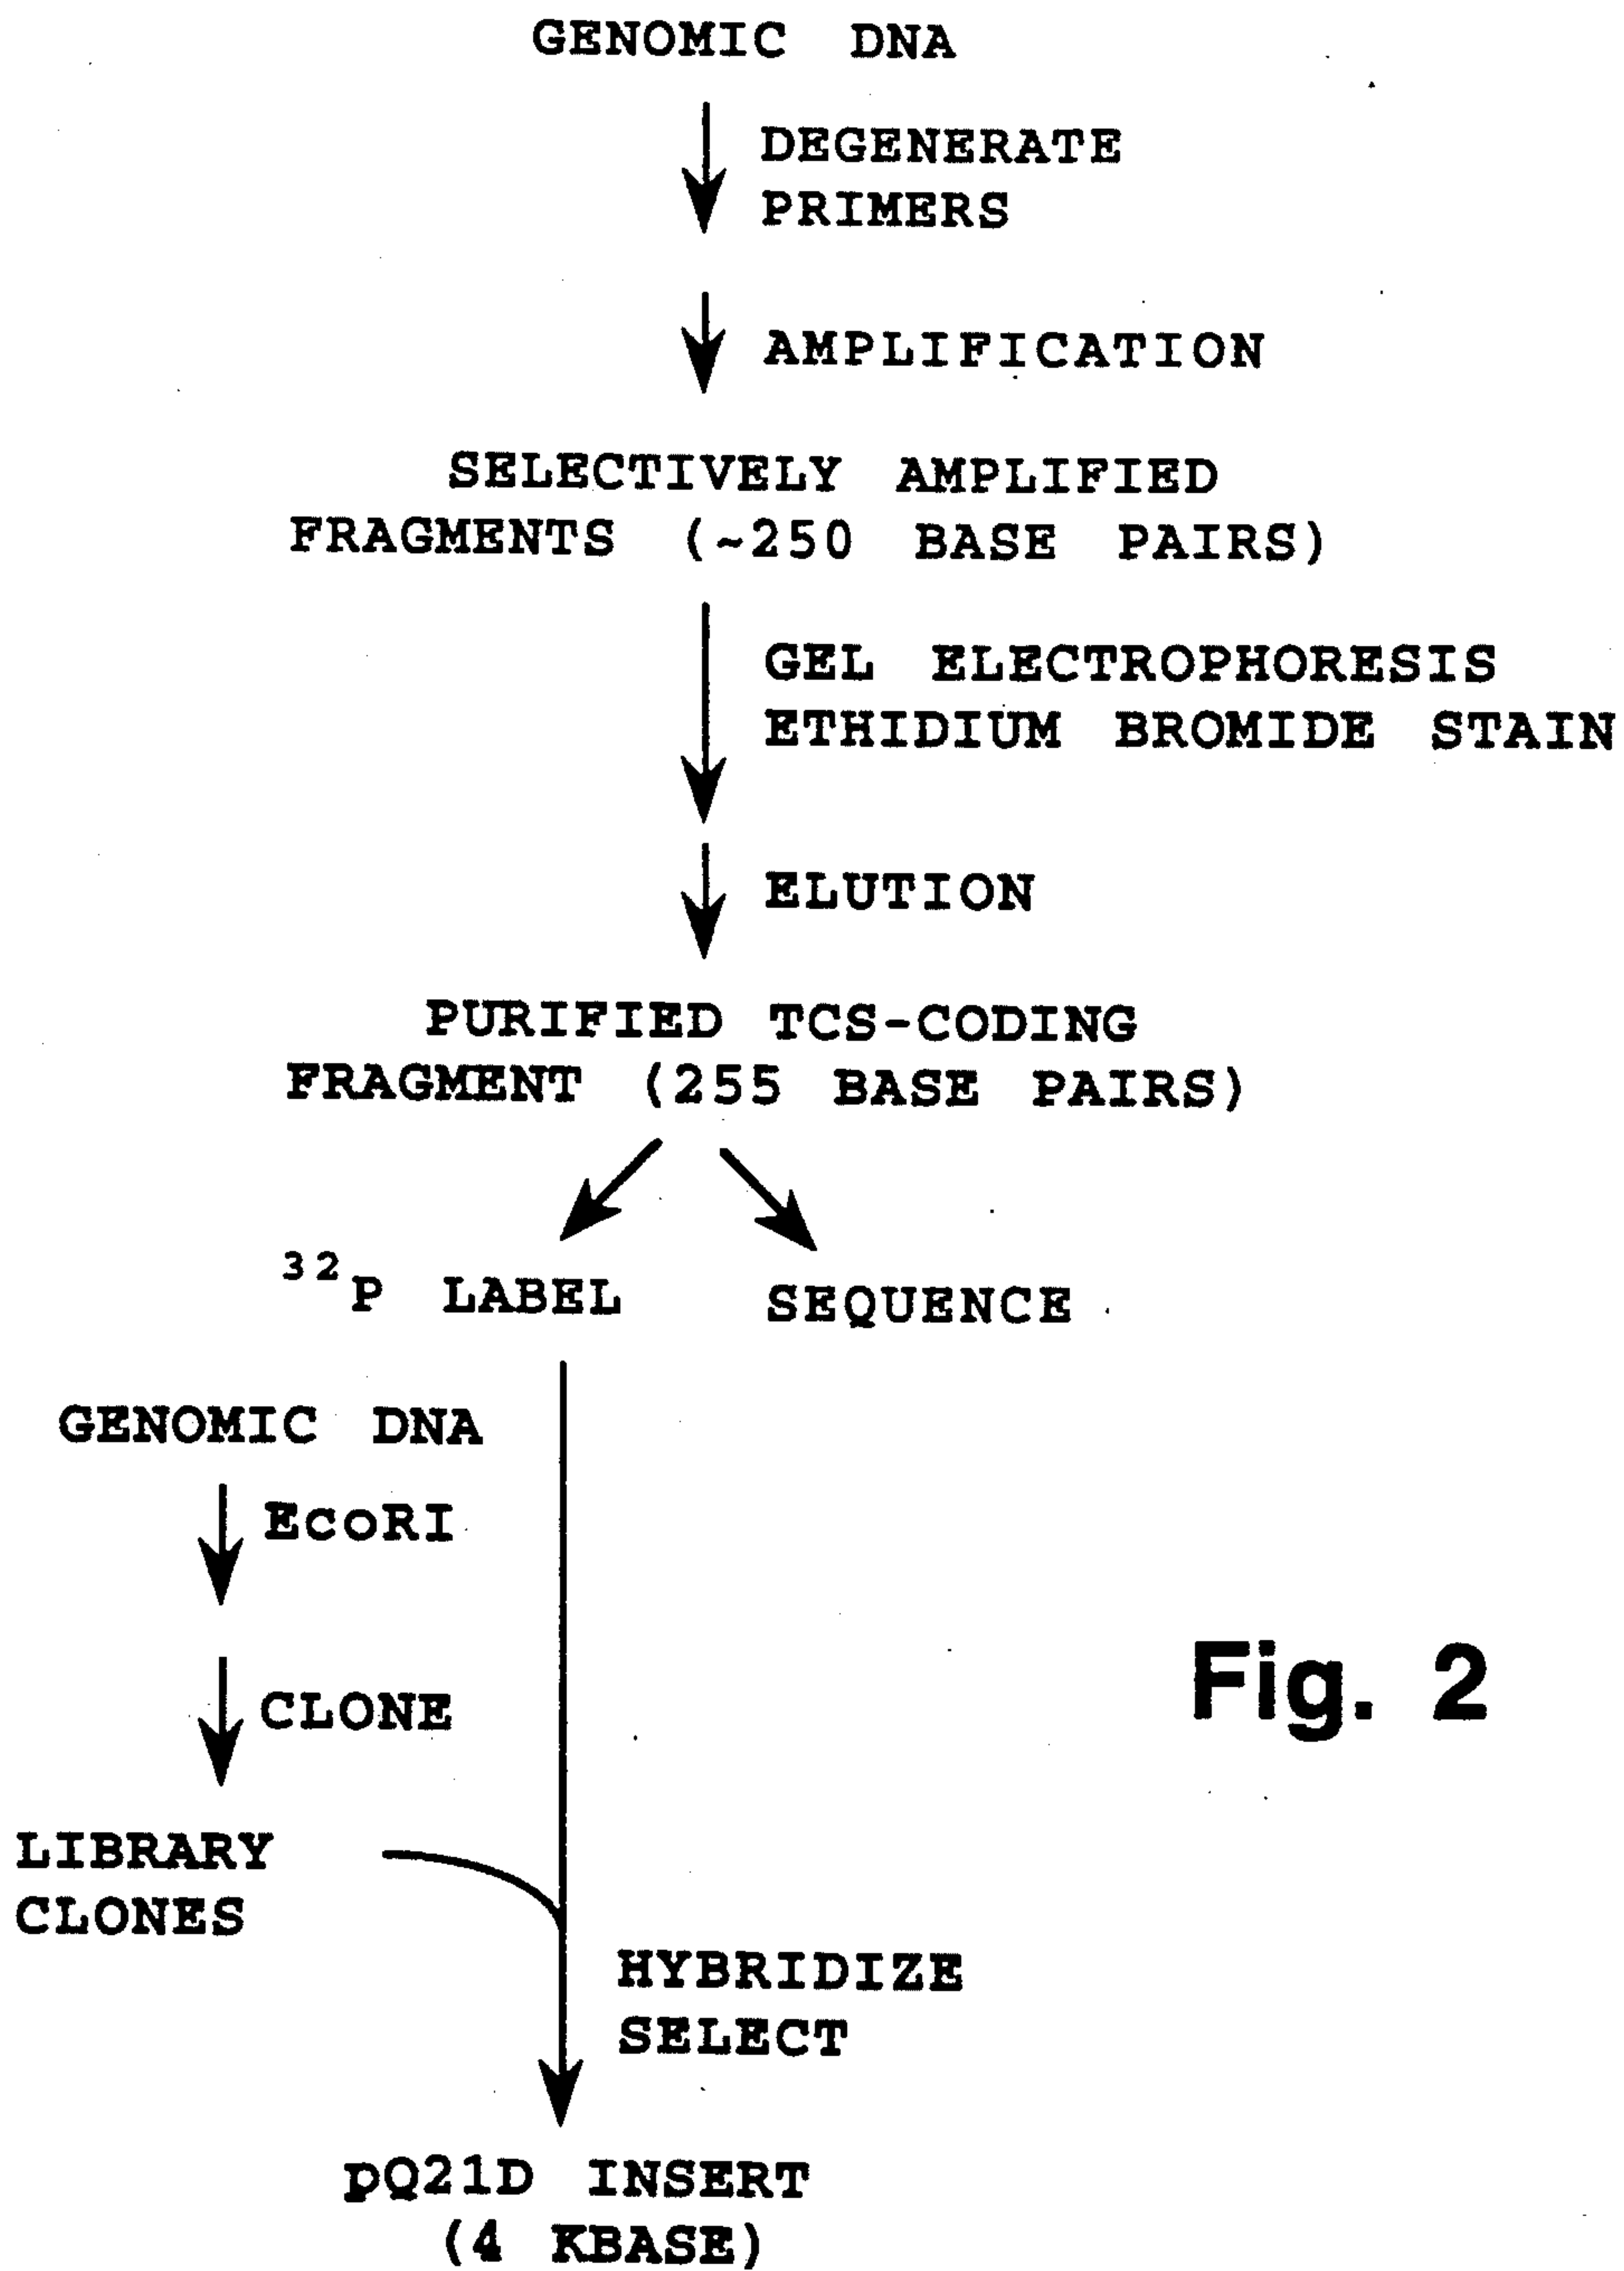 GENOMIC DNA
DEGENERATE
PRIMERS
AMPLIFICATION
SELECTIVELY AMPLIFIED
FRAGMENTS (~250 BASE PAIRS)
GEL ELECTROPHORESIS
ETHIDIUM BROMIDE STAIN
ELUTION
PURIFIED TCS-CODING
FRAGMENT (255 BASE PAIRS)
³²P LABEL
SEQUENCE
GENOMIC DNA
EcoRI
CLONE
LIBRARY
CLONES
HYBRIDIZE
SELECT
pQ21D INSERT
(4 KBASE)
Fig. 2